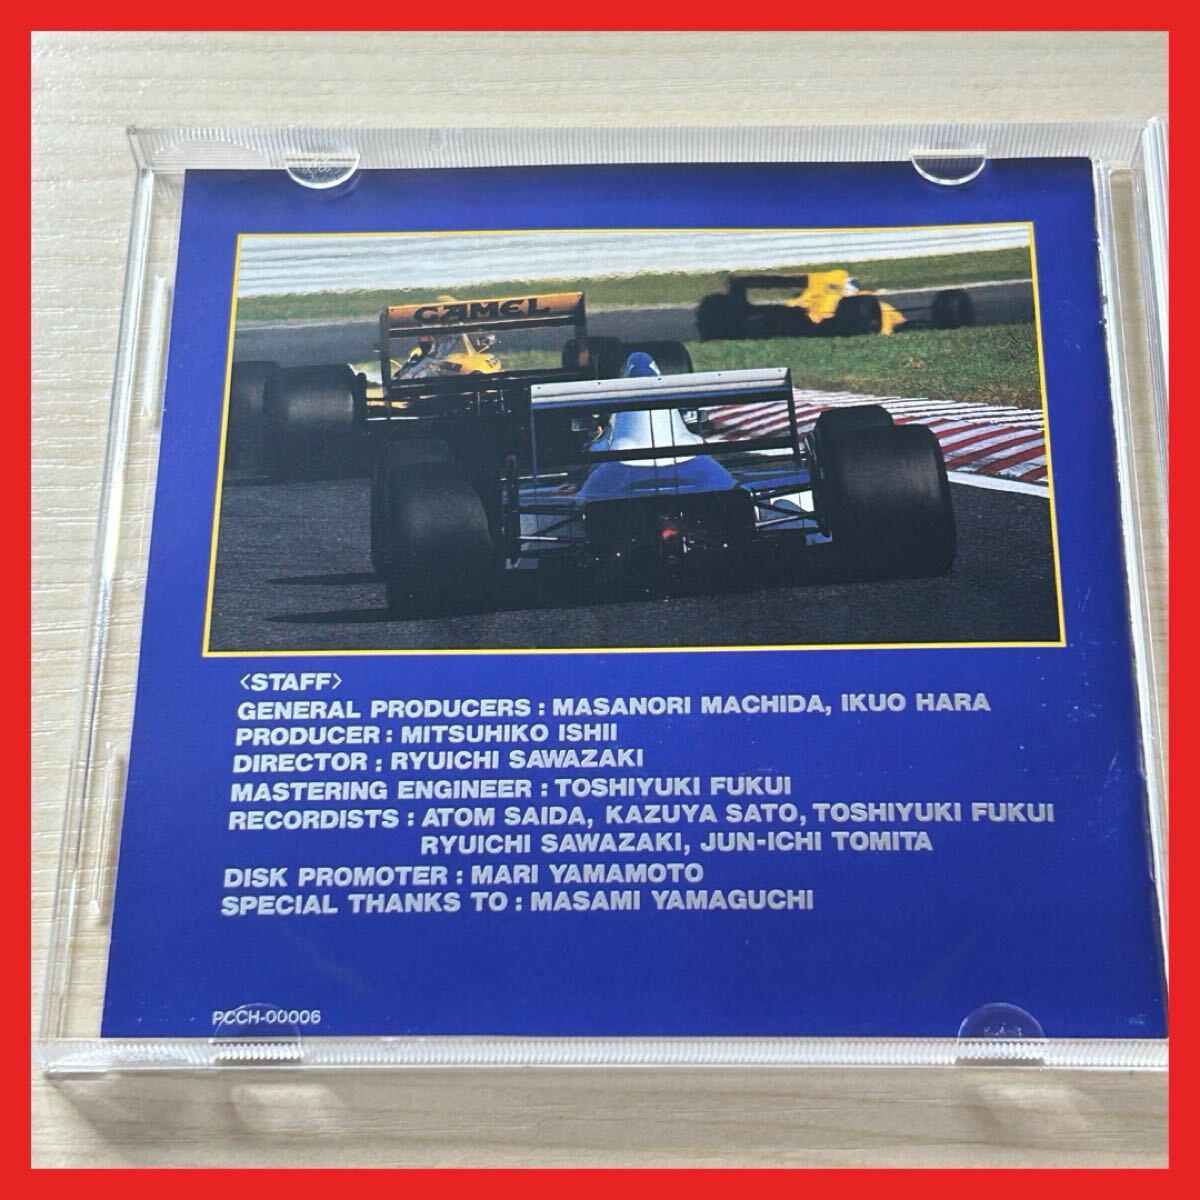 CAMEL
〈STAFF〉
GENERAL PRODUCERS : MASANORI MACHIDA, IKUO HARA
PRODUCER : MITSUHIKO ISHII
DIRECTOR : RYUICHI SAWAZAKI
MASTERING ENGINEER : TOSHIYUKI FUKUI
RECORDISTS : ATOM SAIDA, KAZUYA SATO, TOSHIYUKI FUKUI
RYUICHI SAWAZAKI, JUN-ICHI TOMITA
DISK PROMOTER : MARI YAMAMOTO
SPECIAL THANKS TO : MASAMI YAMAGUCHI
PCCH-00006